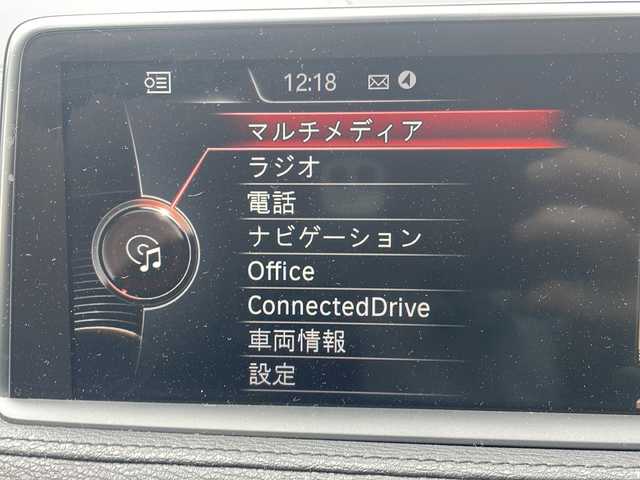 12:18
マルチメディア
ラジオ
電話
ナビゲーション
Office
ConnectedDrive
車両情報
設定